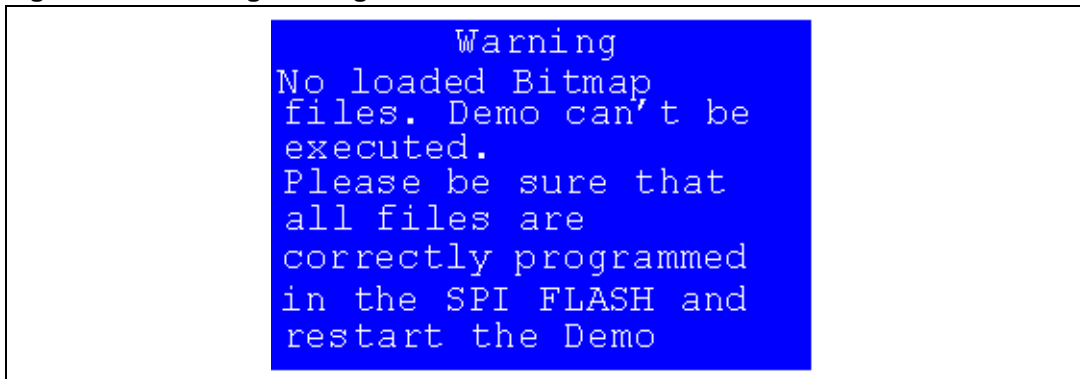 Warning
No loaded Bitmap
files. Demo can't be
executed.
Please be sure that
all files are
correctly programmed
in the SPI FLASH and
restart the Demo